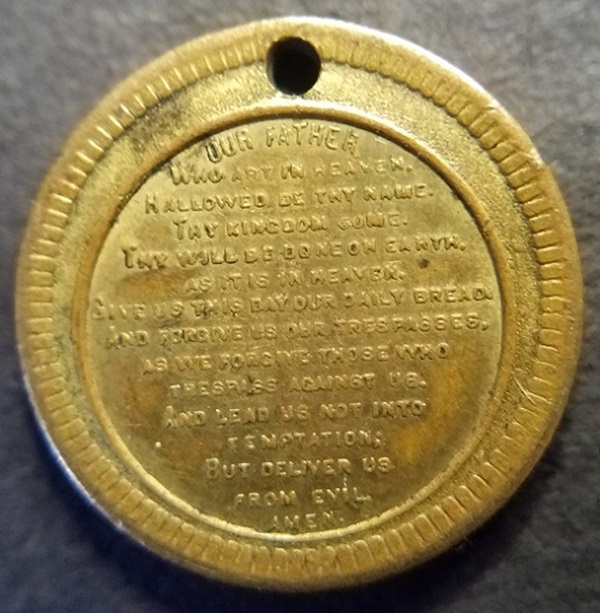 OUR FATHER
WHO ART IN HEAVEN,
HALLOWED BE THY NAME.
THY KINGDOM COME.
THY WILL BE DONE ON EARTH,
AS IT IS IN HEAVEN.
GIVE US THIS DAY OUR DAILY BREAD.
AND FORGIVE US OUR TRESPASSES,
AS WE FORGIVE THOSE WHO
TRESPASS AGAINST US.
AND LEAD US NOT INTO
TEMPTATION;
BUT DELIVER US
FROM EVIL.
AMEN.